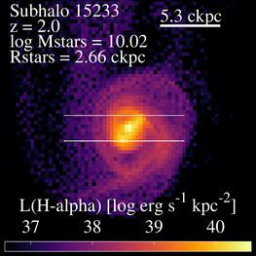 Subhalo 15233
5.3 ckpc
z = 2.0
log Mstars = 10.02
Rstars = 2.66 ckpc
L(H-alpha) [log erg s⁻¹ kpc⁻²]
37 38 39 40